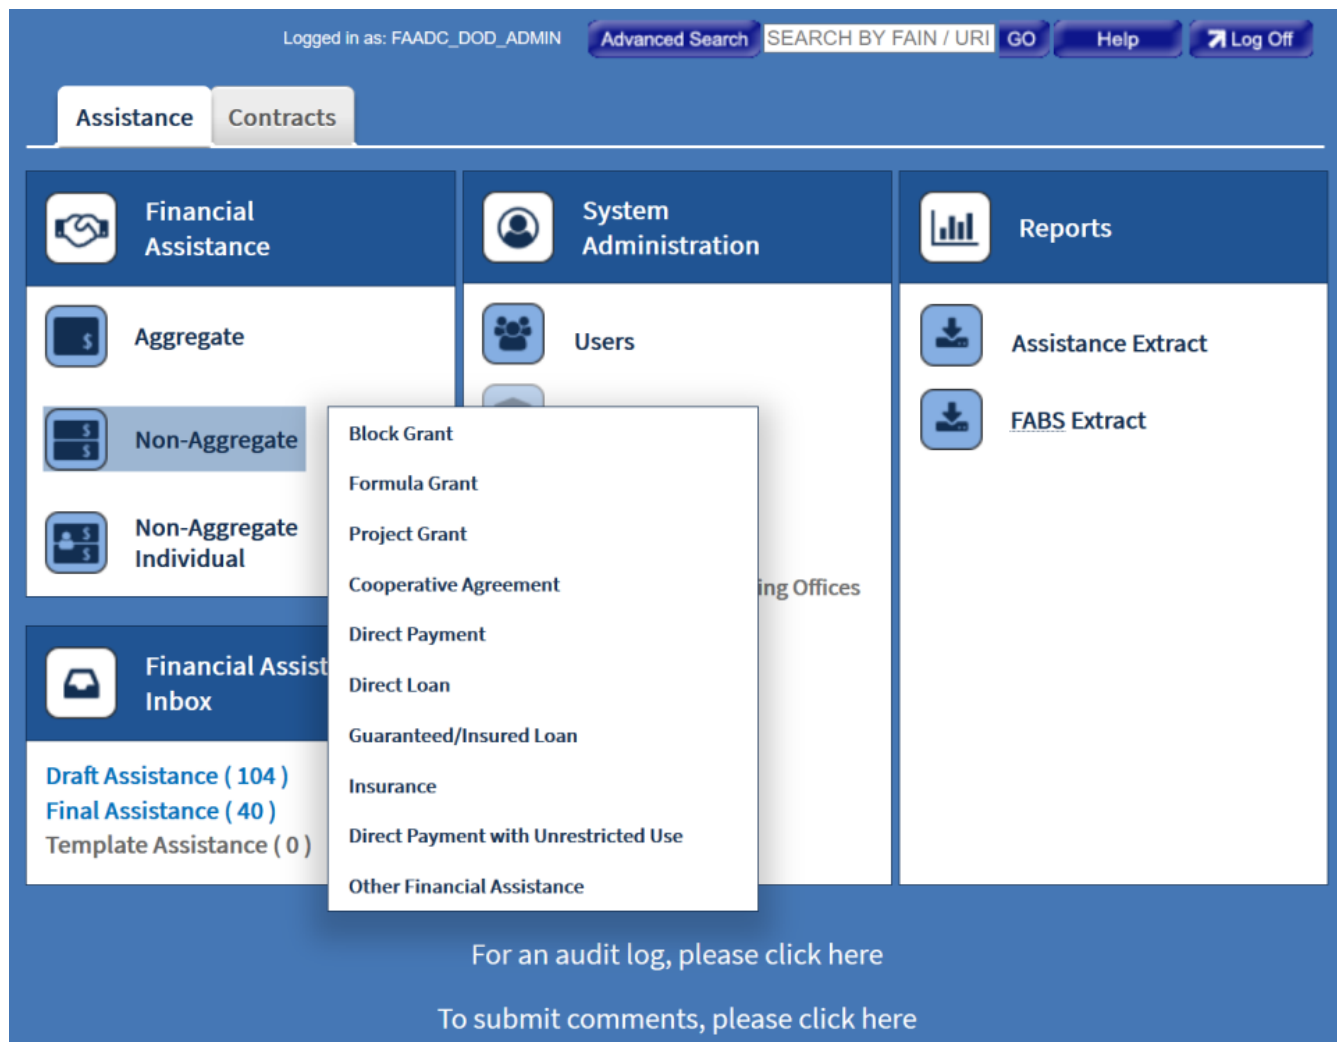 Logged in as: FAADC_DOD_ADMIN
Advanced Search
SEARCH BY FAIN / URI
GO
Help
Log Off
Assistance
Contracts
Financial
Assistance
System
Administration
Reports
Aggregate
Users
Assistance Extract
Non-Aggregate
FABS Extract
Non-Aggregate
Individual
Block Grant
Formula Grant
Project Grant
Cooperative Agreement
Direct Payment
Direct Loan
Guaranteed/Insured Loan
Insurance
Direct Payment with Unrestricted Use
Other Financial Assistance
ing Offices
Financial Assist
Inbox
Draft Assistance ( 104 )
Final Assistance ( 40 )
Template Assistance ( 0 )
For an audit log, please click here
To submit comments, please click here